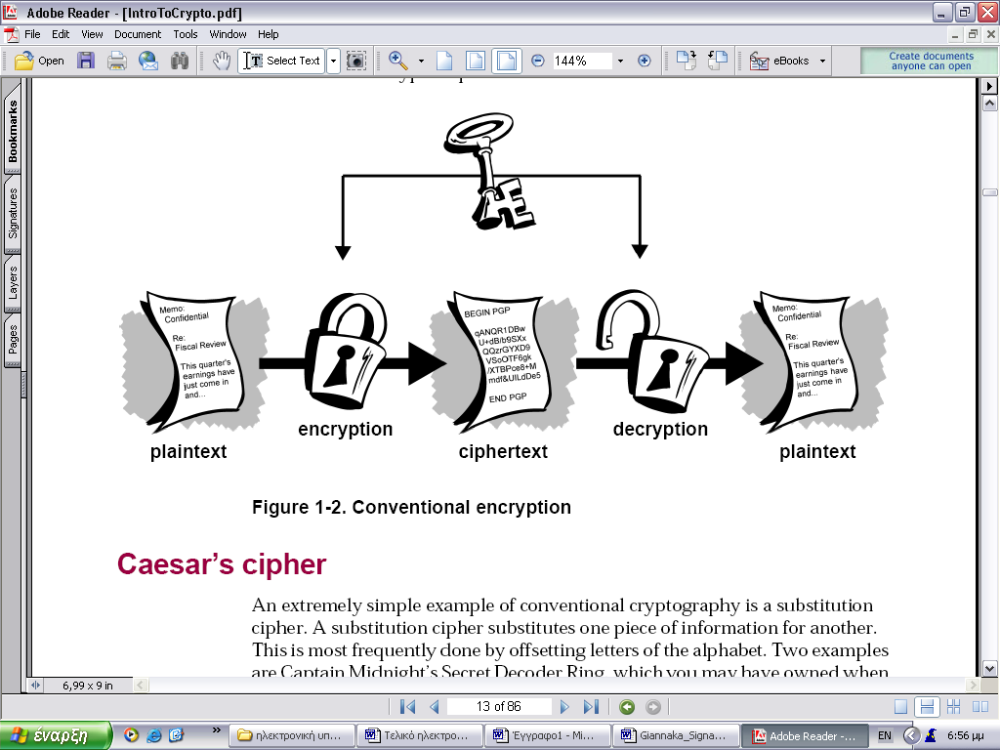 Adobe Reader - [IntroToCrypto.pdf]
File Edit View Document Tools Window Help
Open Select Text 144% eBooks Create documents
anyone can open
Bookmarks
Signatures
Layers
Pages
Memo:
Confidential
Re:
Fiscal Review
This quarter's
earnings have
just come in
and...
BEGIN PGP
qANQR1DBw
U+dB/b9SXx
QQzrGYXD9
VSoOTF6gk
/XTBPce8+M
mdf&UILdDe5
END PGP
Memo:
Confidential
Re:
Fiscal Review
This quarter's
earnings have
just come in
and...
encryption decryption
plaintext ciphertext plaintext
Figure 1-2. Conventional encryption
Caesar's cipher
An extremely simple example of conventional cryptography is a substitution
cipher. A substitution cipher substitutes one piece of information for another.
This is most frequently done by offsetting letters of the alphabet. Two examples
are Captain Midnight's Secret Decoder Ring, which you may have owned when
6,99 x 9 in
13 of 86
έναρξη » ηλεκτρονική υπ... Τελικό ηλεκτρο... Έγγραφο1 - Mi... Giannaka_Signa... Adobe Reader -... EN 6:56 μμ